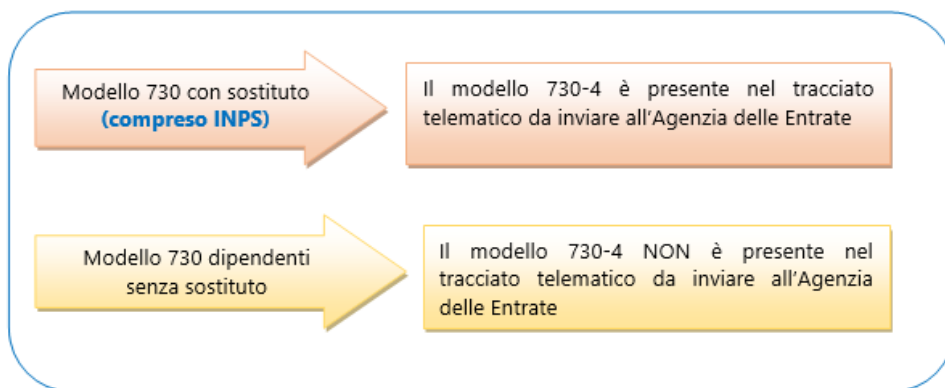 Modello 730 con sostituto
(compreso INPS)
Il modello 730-4 è presente nel tracciato
telematico da inviare all'Agenzia delle Entrate
Modello 730 dipendenti
senza sostituto
Il modello 730-4 NON è presente nel
tracciato telematico da inviare all'Agenzia
delle Entrate